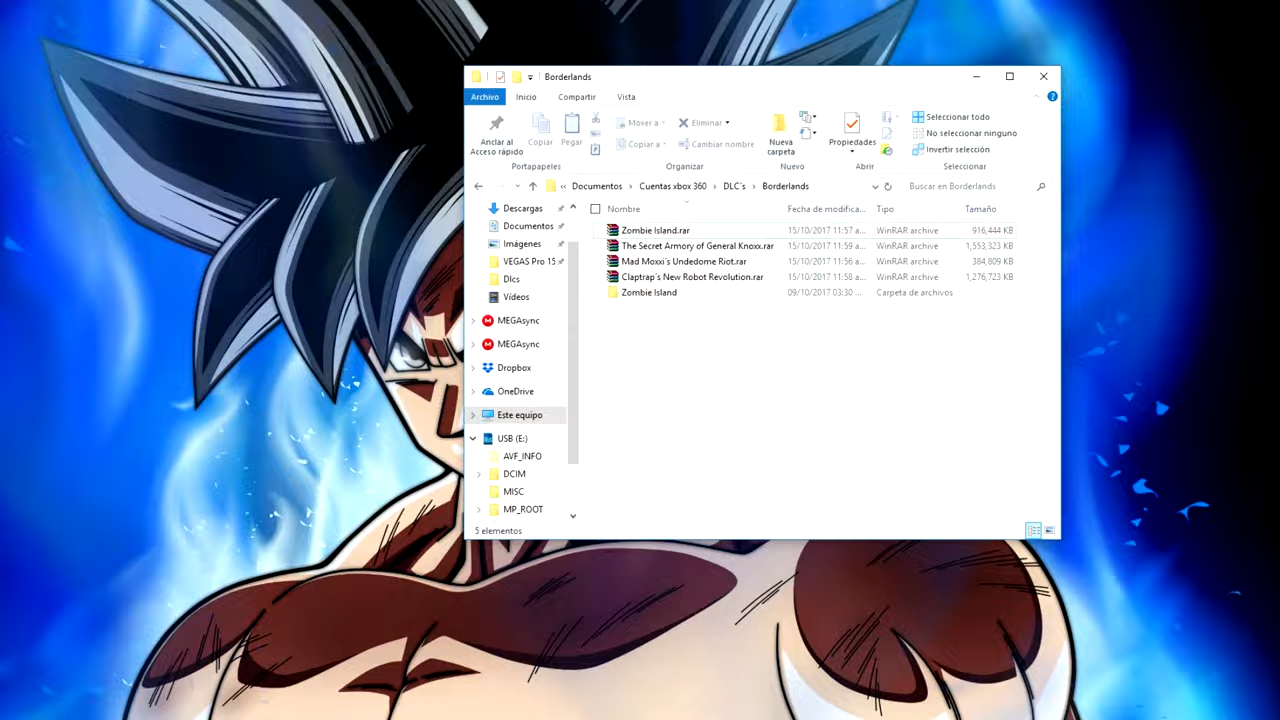 Borderlands
Archivo Inicio Compartir Vista
Anclar al Acceso rápido
Copiar
Pegar
Mover a
Copiar a
Eliminar
Cambiar nombre
Nueva carpeta
Propiedades
Seleccionar todo
No seleccionar ninguno
Invertir selección
Portapapeles Organizar Nuevo Abrir Seleccionar
« Documentos › Cuentas xbox 360 › DLC´s › Borderlands
Buscar en Borderlands
Descargas
Documentos
Imágenes
VEGAS Pro 15
Dlcs
Vídeos
MEGAsync
MEGAsync
Dropbox
OneDrive
Este equipo
USB (E:)
AVF_INFO
DCIM
MISC
MP_ROOT
Nombre Fecha de modifica... Tipo Tamaño
Zombie Island.rar 15/10/2017 11:57 a... WinRAR archive 916,444 KB
The Secret Armory of General Knoxx.rar 15/10/2017 11:59 a... WinRAR archive 1,553,323 KB
Mad Moxxi´s Undedome Riot.rar 15/10/2017 11:56 a... WinRAR archive 384,809 KB
Claptrap´s New Robot Revolution.rar 15/10/2017 11:58 a... WinRAR archive 1,276,723 KB
Zombie Island 09/10/2017 03:30 ... Carpeta de archivos
5 elementos